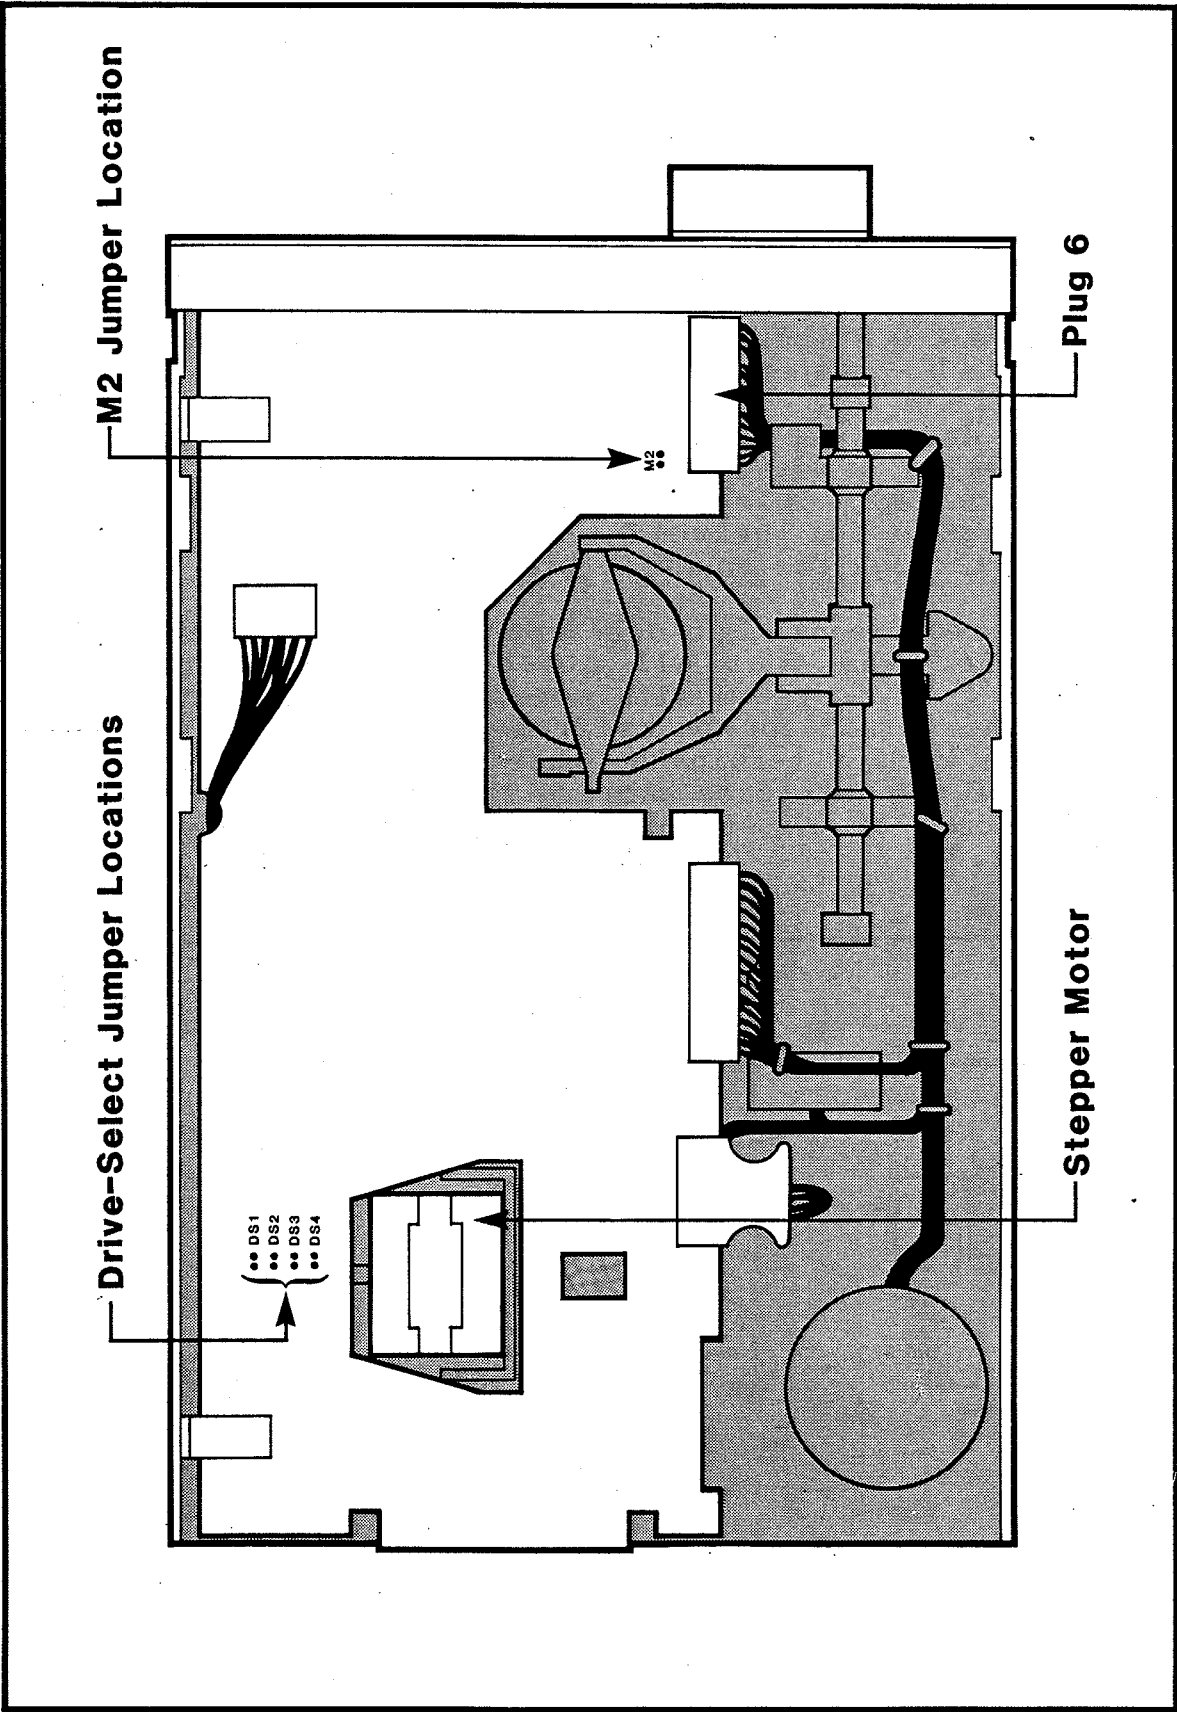 M2 Jumper Location
Drive-Select Jumper Locations
M2
DS1
DS2
DS3
DS4
Plug 6
Stepper Motor